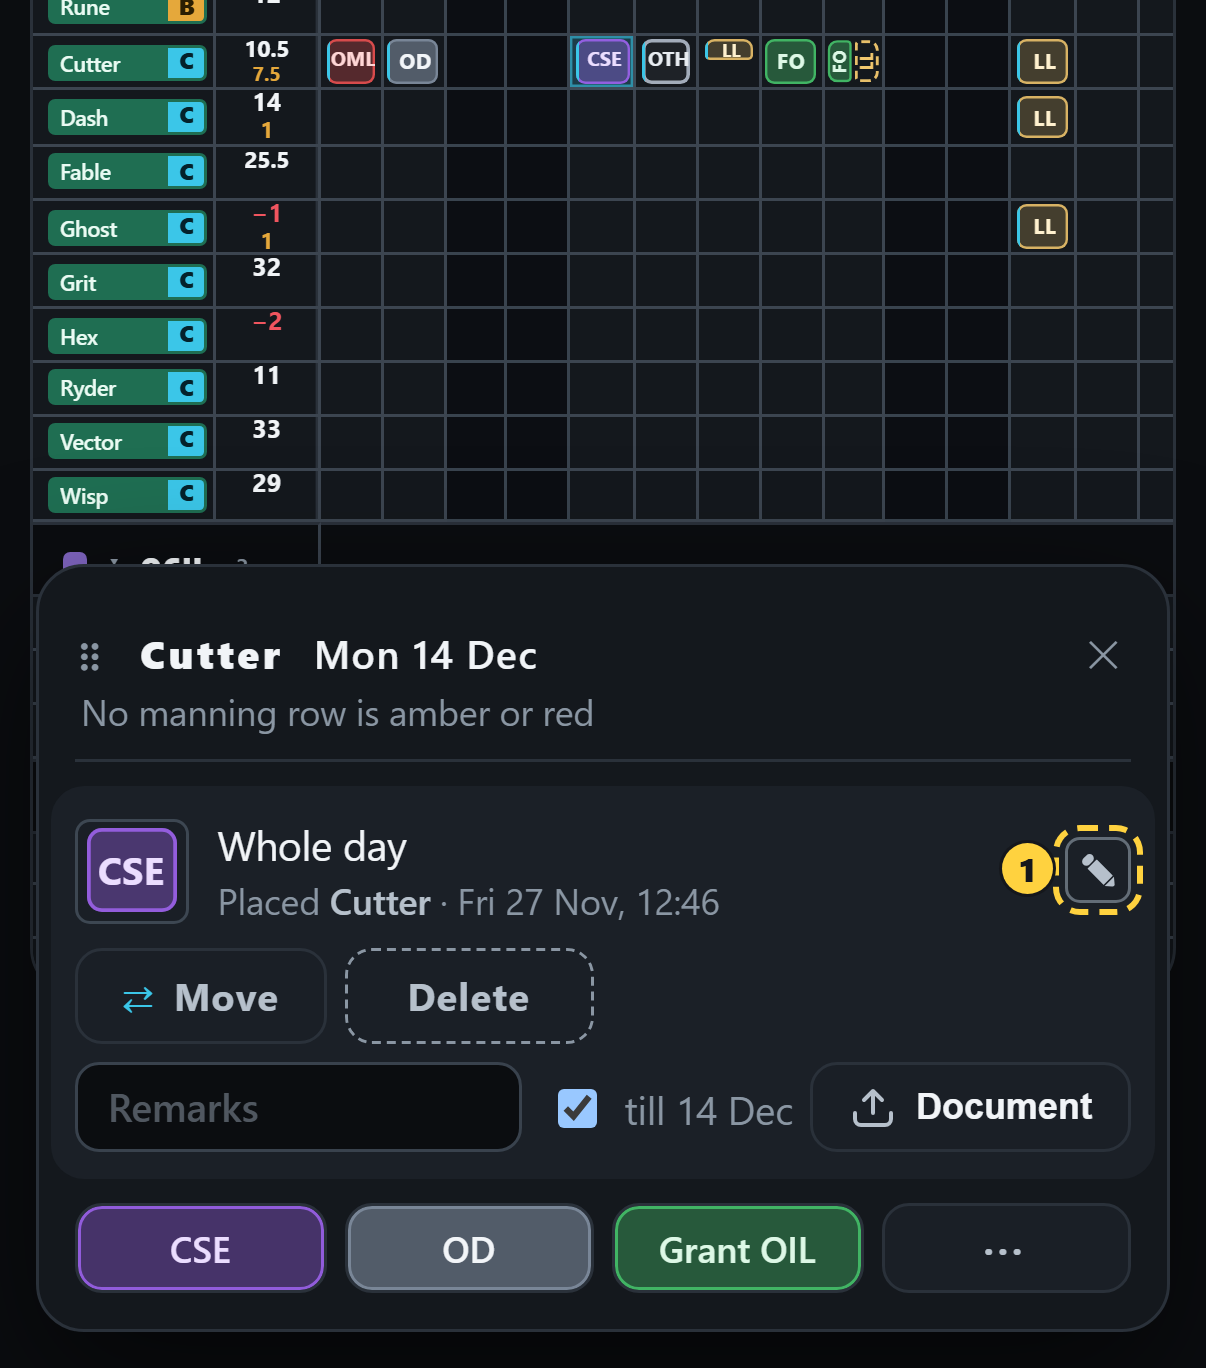 Rune B
Cutter C 10.5 OML OD CSE OTH LL FO FO LL LL
7.5
Dash C 14 LL
1
Fable C 25.5
Ghost C −1 LL
1
Grit C 32
Hex C −2
Ryder C 11
Vector C 33
Wisp C 29
Cutter Mon 14 Dec
No manning row is amber or red
CSE Whole day
Placed Cutter · Fri 27 Nov, 12:46
1
Move Delete
Remarks till 14 Dec Document
CSE OD Grant OIL ...